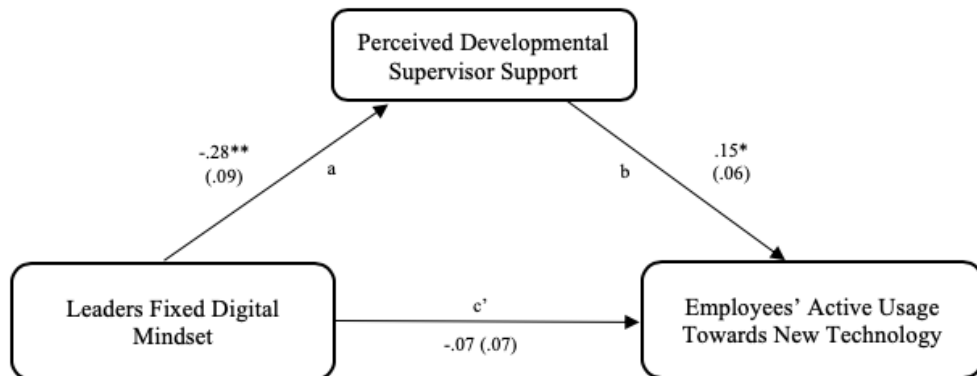 Perceived Developmental
Supervisor Support
-.28**
(.09)
a
b
.15*
(.06)
Leaders Fixed Digital
Mindset
c’
-.07 (.07)
Employees’ Active Usage
Towards New Technology